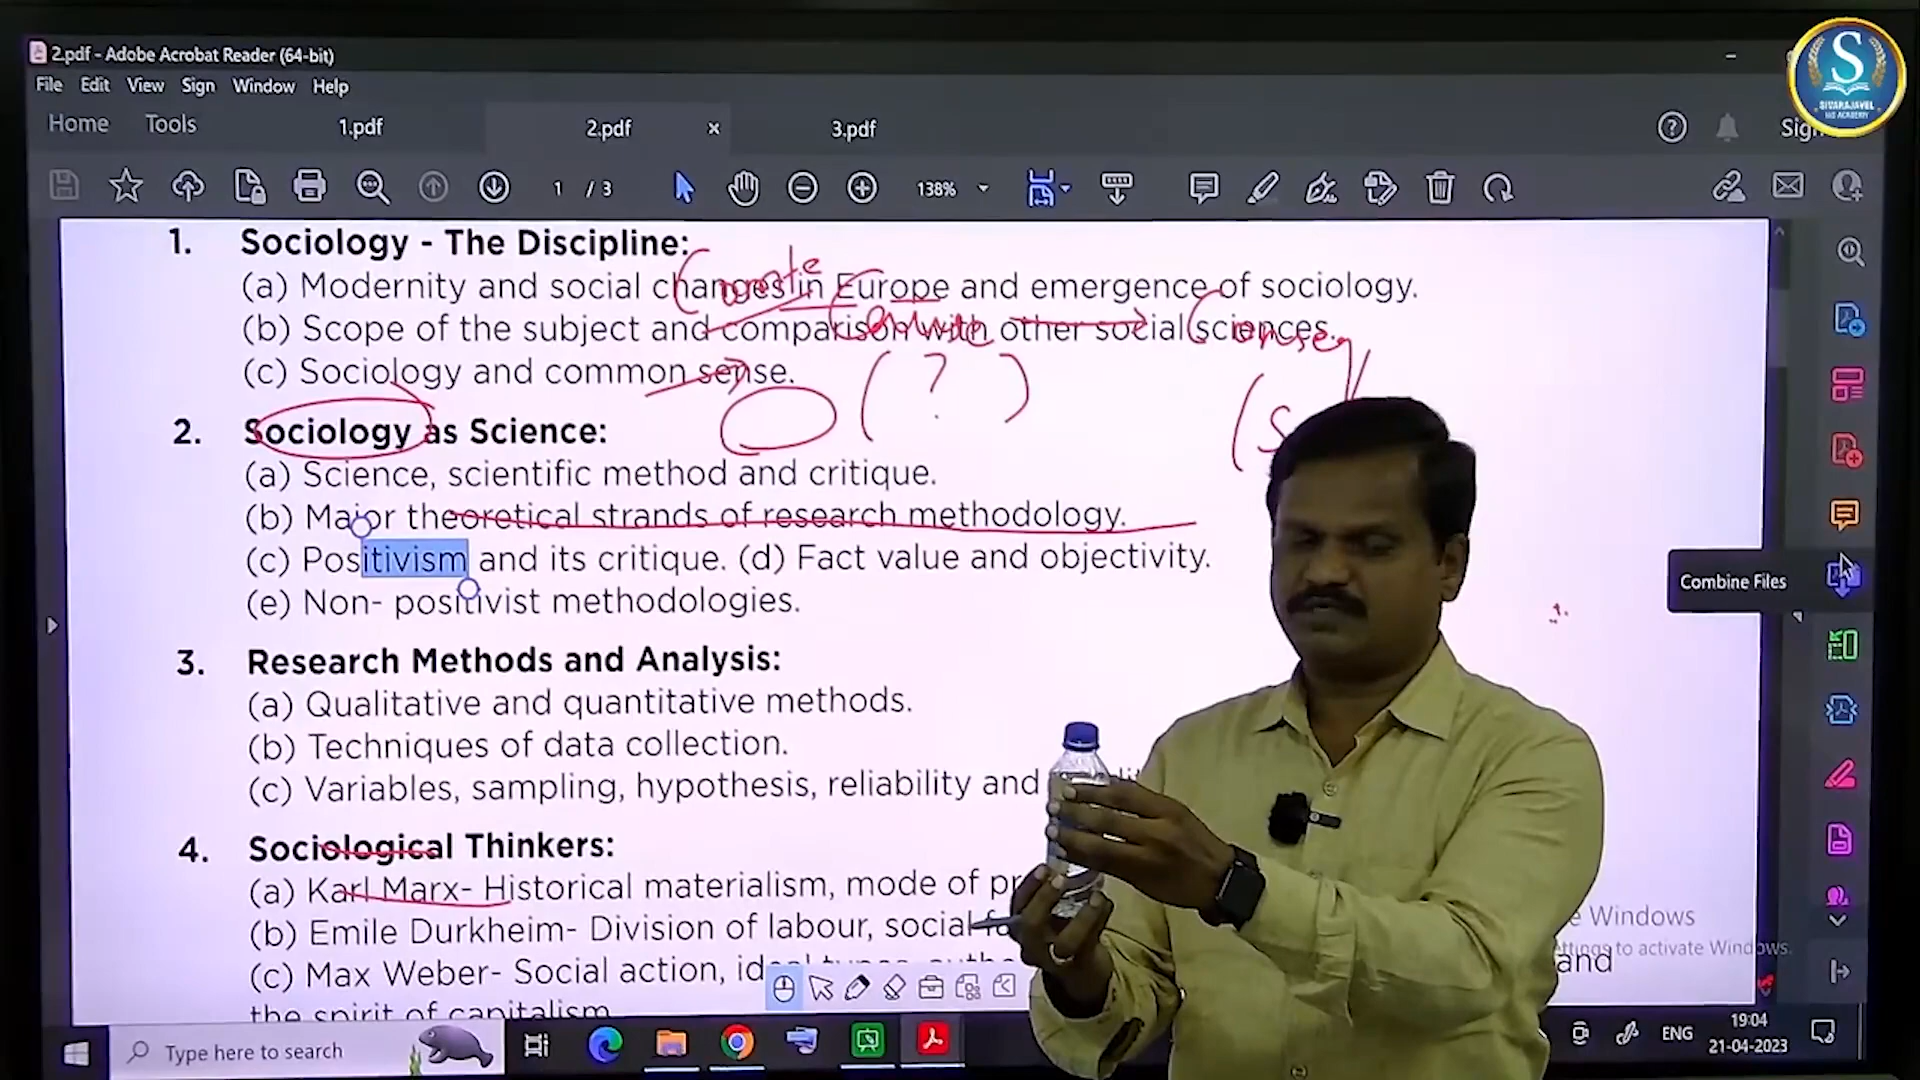 2.pdf - Adobe Acrobat Reader (64-bit)
File Edit View Sign Window Help
Home Tools 1.pdf 2.pdf × 3.pdf
S
SIVARAJAVEL
IAS ACADEMY
1 / 3 138%
1. Sociology - The Discipline:
(a) Modernity and social changes in Europe and emergence of sociology.
(b) Scope of the subject and comparison with other social sciences.
(c) Sociology and common sense.
( ? )
(S
2. Sociology as Science:
(a) Science, scientific method and critique.
(b) Major theoretical strands of research methodology.
(c) Positivism and its critique. (d) Fact value and objectivity.
(e) Non- positivist methodologies.
Combine Files
3. Research Methods and Analysis:
(a) Qualitative and quantitative methods.
(b) Techniques of data collection.
(c) Variables, sampling, hypothesis, reliability and
4. Sociological Thinkers:
(a) Karl Marx- Historical materialism, mode of pr
(b) Emile Durkheim- Division of labour, social
(c) Max Weber- Social action, and
the spirit of capitalism
Windows
to activate Windows.
Type here to search
ENG
19:04
21-04-2023